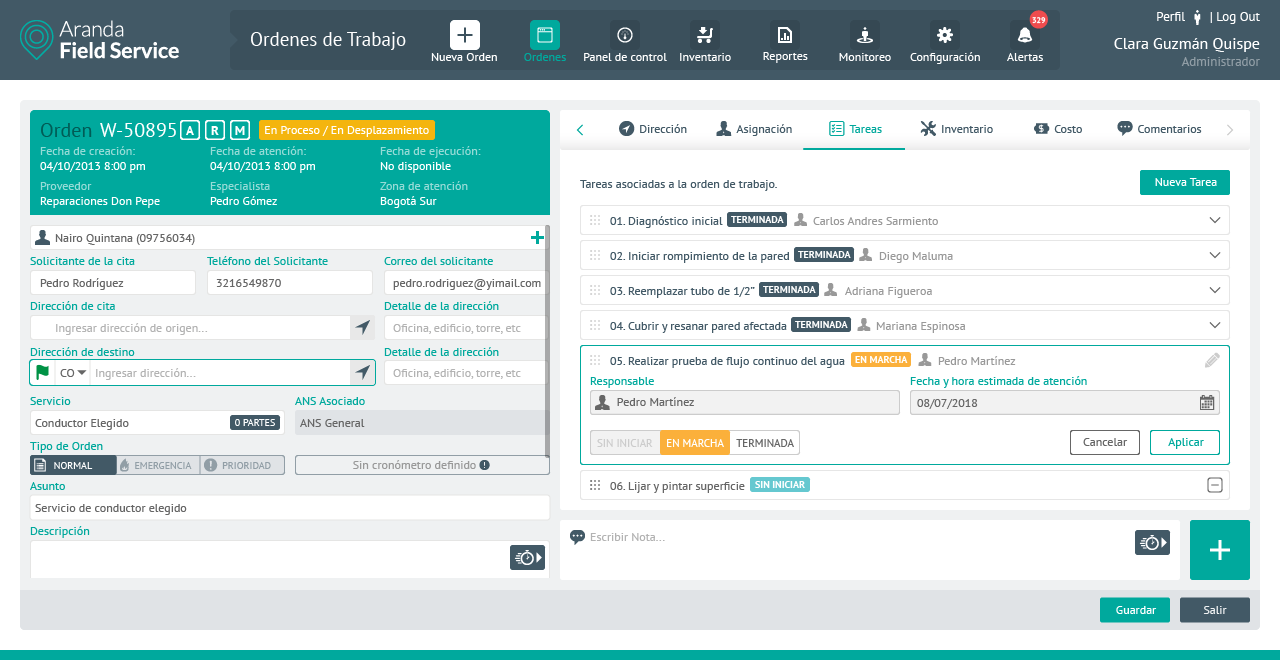 Aranda
Field Service
Ordenes de Trabajo
Nueva Orden
Ordenes
Panel de control
Inventario
Reportes
Monitoreo
Configuración
329
Alertas
Perfil | Log Out
Clara Guzmán Quispe
Administrador
Orden W-50895 A R M En Proceso / En Desplazamiento
Fecha de creación: Fecha de atención: Fecha de ejecución:
04/10/2013 8:00 pm 04/10/2013 8:00 pm No disponible
Proveedor Especialista Zona de atención
Reparaciones Don Pepe Pedro Gómez Bogotá Sur
Nairo Quintana (09756034)
Solicitante de la cita Teléfono del Solicitante Correo del solicitante
Pedro Rodríguez 3216549870 pedro.rodriguez@yimail.com
Dirección de cita Detalle de la dirección
Ingresar dirección de origen... Oficina, edificio, torre, etc
Dirección de destino Detalle de la dirección
CO Ingresar dirección... Oficina, edificio, torre, etc
Servicio ANS Asociado
Conductor Elegido 0 PARTES ANS General
Tipo de Orden
NORMAL EMERGENCIA PRIORIDAD Sin cronómetro definido
Asunto
Servicio de conductor elegido
Descripción
Dirección Asignación Tareas Inventario Costo Comentarios
Tareas asociadas a la orden de trabajo. Nueva Tarea
01. Diagnóstico inicial TERMINADA Carlos Andres Sarmiento
02. Iniciar rompimiento de la pared TERMINADA Diego Maluma
03. Reemplazar tubo de 1/2” TERMINADA Adriana Figueroa
04. Cubrir y resanar pared afectada TERMINADA Mariana Espinosa
05. Realizar prueba de flujo continuo del agua EN MARCHA Pedro Martínez
Responsable Fecha y hora estimada de atención
Pedro Martínez 08/07/2018
SIN INICIAR EN MARCHA TERMINADA Cancelar Aplicar
06. Lijar y pintar superficie SIN INICIAR
Escribir Nota...
Guardar Salir